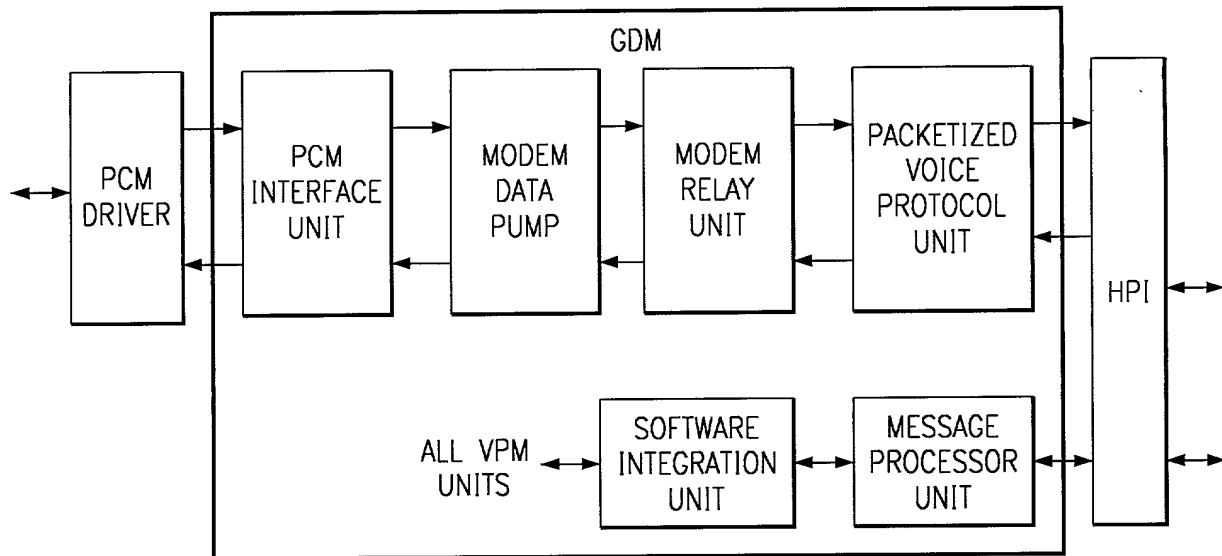 GDM
PCM
DRIVER
PCM
INTERFACE
UNIT
MODEM
DATA
PUMP
MODEM
RELAY
UNIT
PACKETIZED
VOICE
PROTOCOL
UNIT
HPI
ALL VPM
UNITS
SOFTWARE
INTEGRATION
UNIT
MESSAGE
PROCESSOR
UNIT